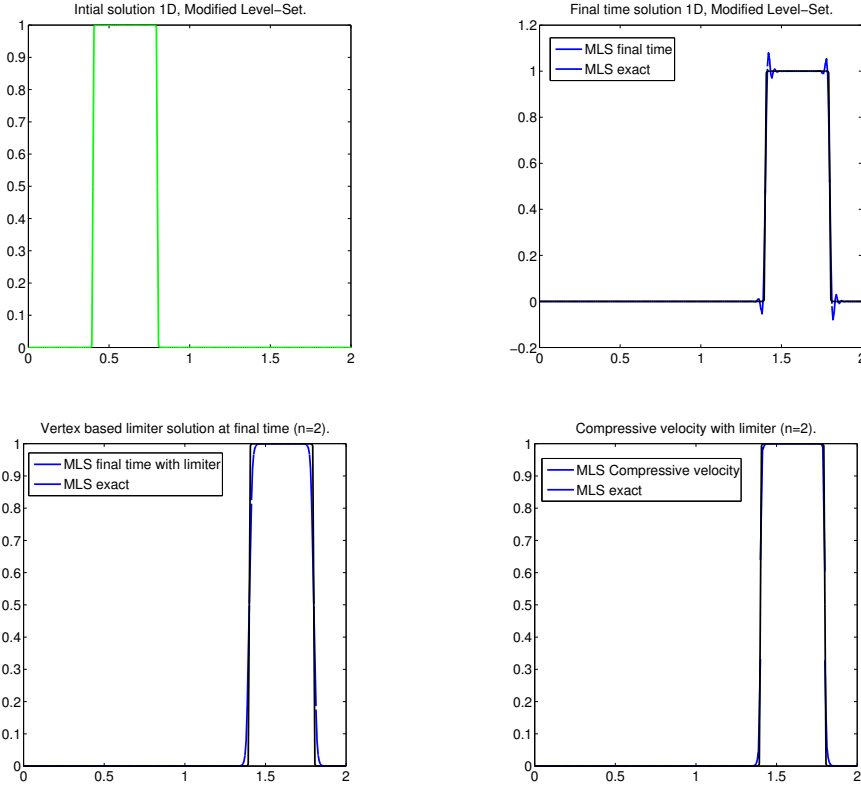 Intial solution 1D, Modified Level−Set.
1
0.9
0.8
0.7
0.6
0.5
0.4
0.3
0.2
0.1
0
0 0.5 1 1.5 2
Final time solution 1D, Modified Level−Set.
1.2
1
0.8
0.6
0.4
0.2
0
−0.2
0 0.5 1 1.5 2
MLS final time
MLS exact
Vertex based limiter solution at final time (n=2).
1
0.9
0.8
0.7
0.6
0.5
0.4
0.3
0.2
0.1
0
0 0.5 1 1.5 2
MLS final time with limiter
MLS exact
Compressive velocity with limiter (n=2).
1
0.9
0.8
0.7
0.6
0.5
0.4
0.3
0.2
0.1
0
0 0.5 1 1.5 2
MLS Compressive velocity
MLS exact